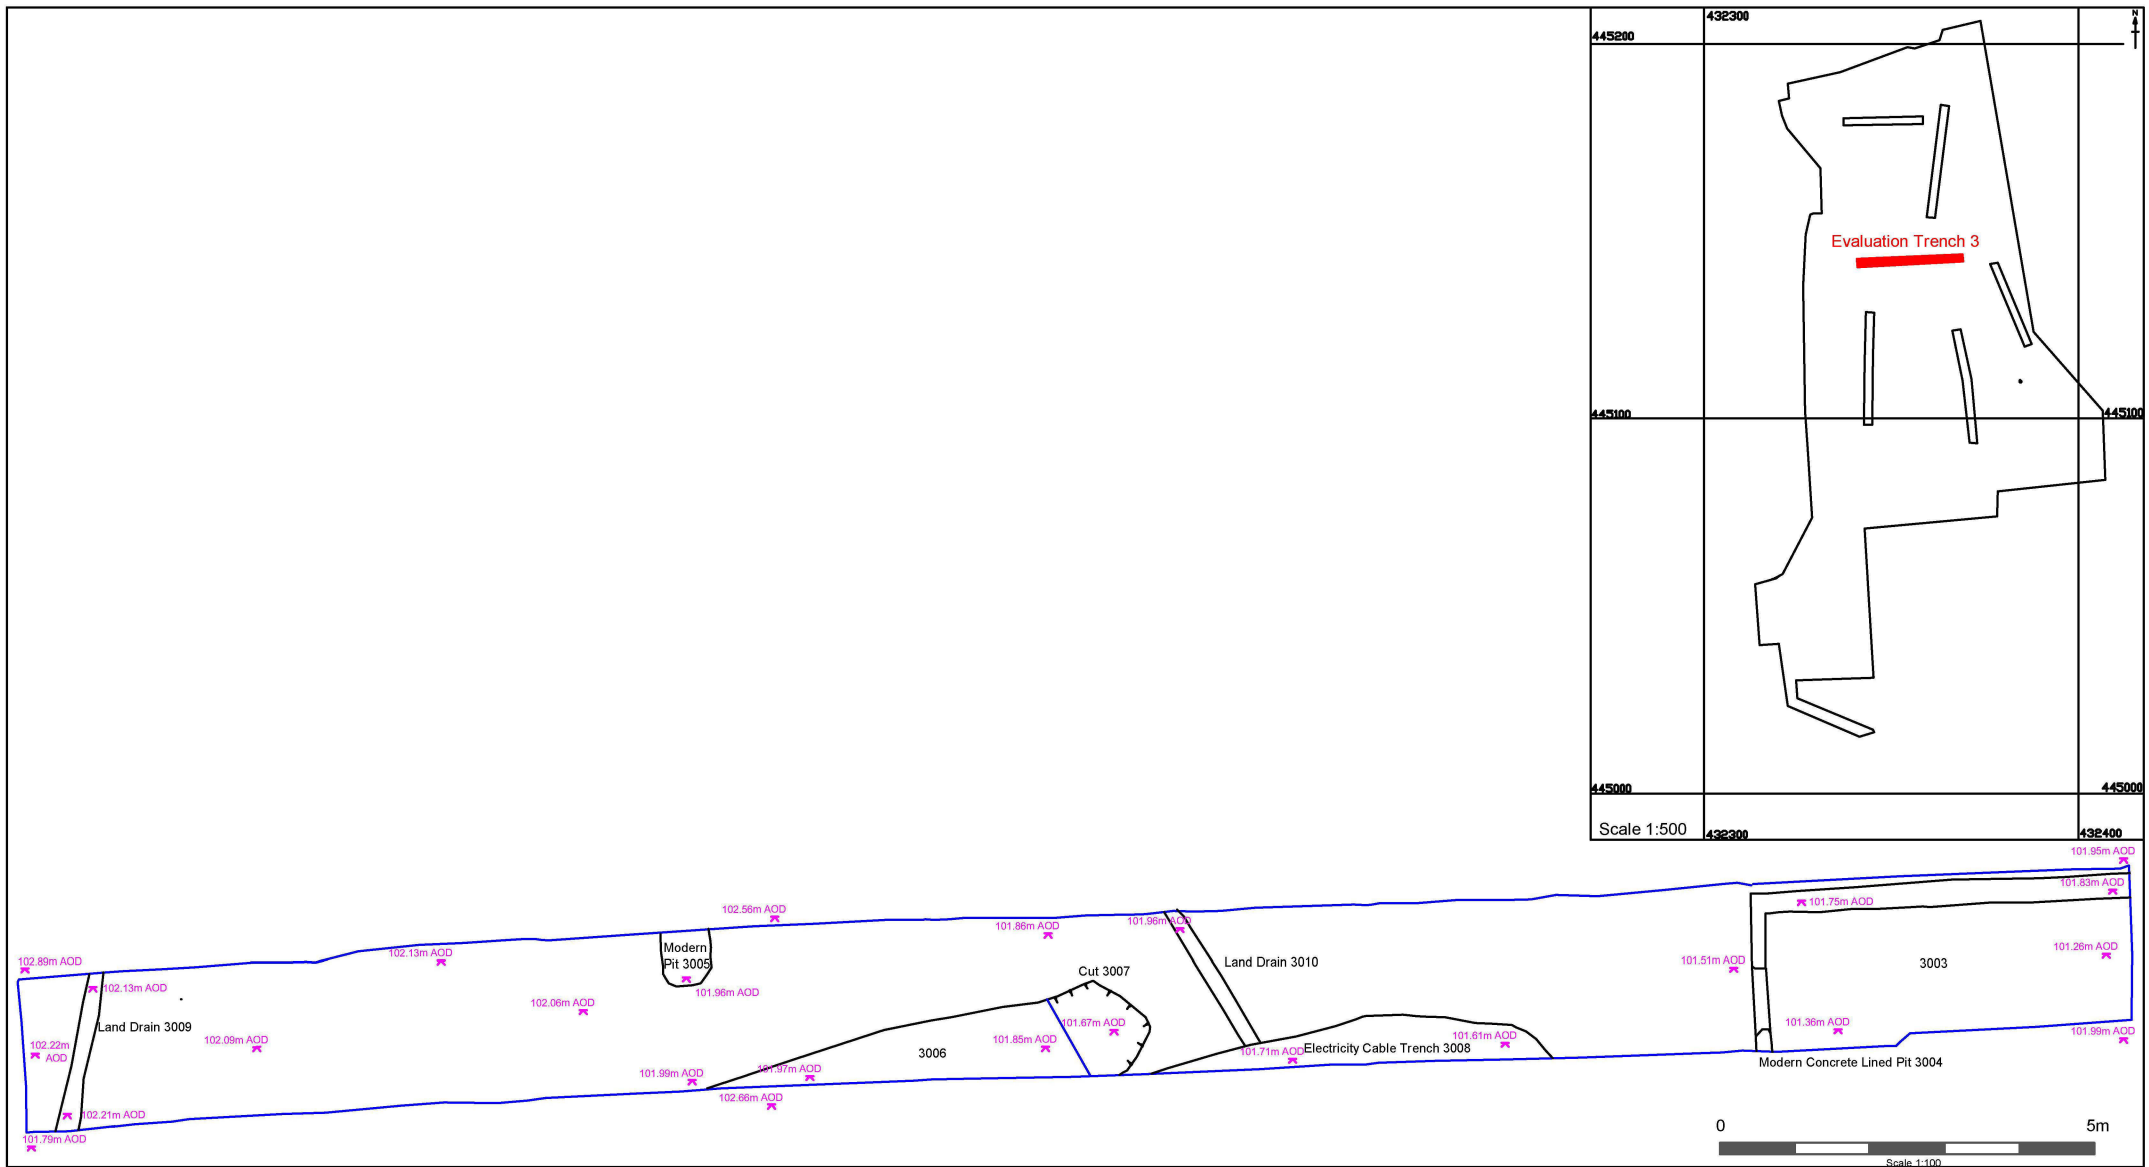 432300
N
445200
Evaluation Trench 3
445100
445100
445000
445000
Scale 1:500
432300
432400
101.95m AOD
101.83m AOD
101.75m AOD
102.56m AOD
101.86m AOD
101.96m AOD
Modern
Pit 3005
102.13m AOD
101.26m AOD
102.89m AOD
Land Drain 3010
101.51m AOD
3003
Cut 3007
102.13m AOD
101.96m AOD
102.06m AOD
Land Drain 3009
101.67m AOD
101.36m AOD
101.99m AOD
102.09m AOD
101.85m AOD
101.61m AOD
102.22m
AOD
3006
101.71m AOD
Electricity Cable Trench 3008
Modern Concrete Lined Pit 3004
101.99m AOD
101.97m AOD
102.66m AOD
102.21m AOD
101.79m AOD
0
5m
Scale 1:100